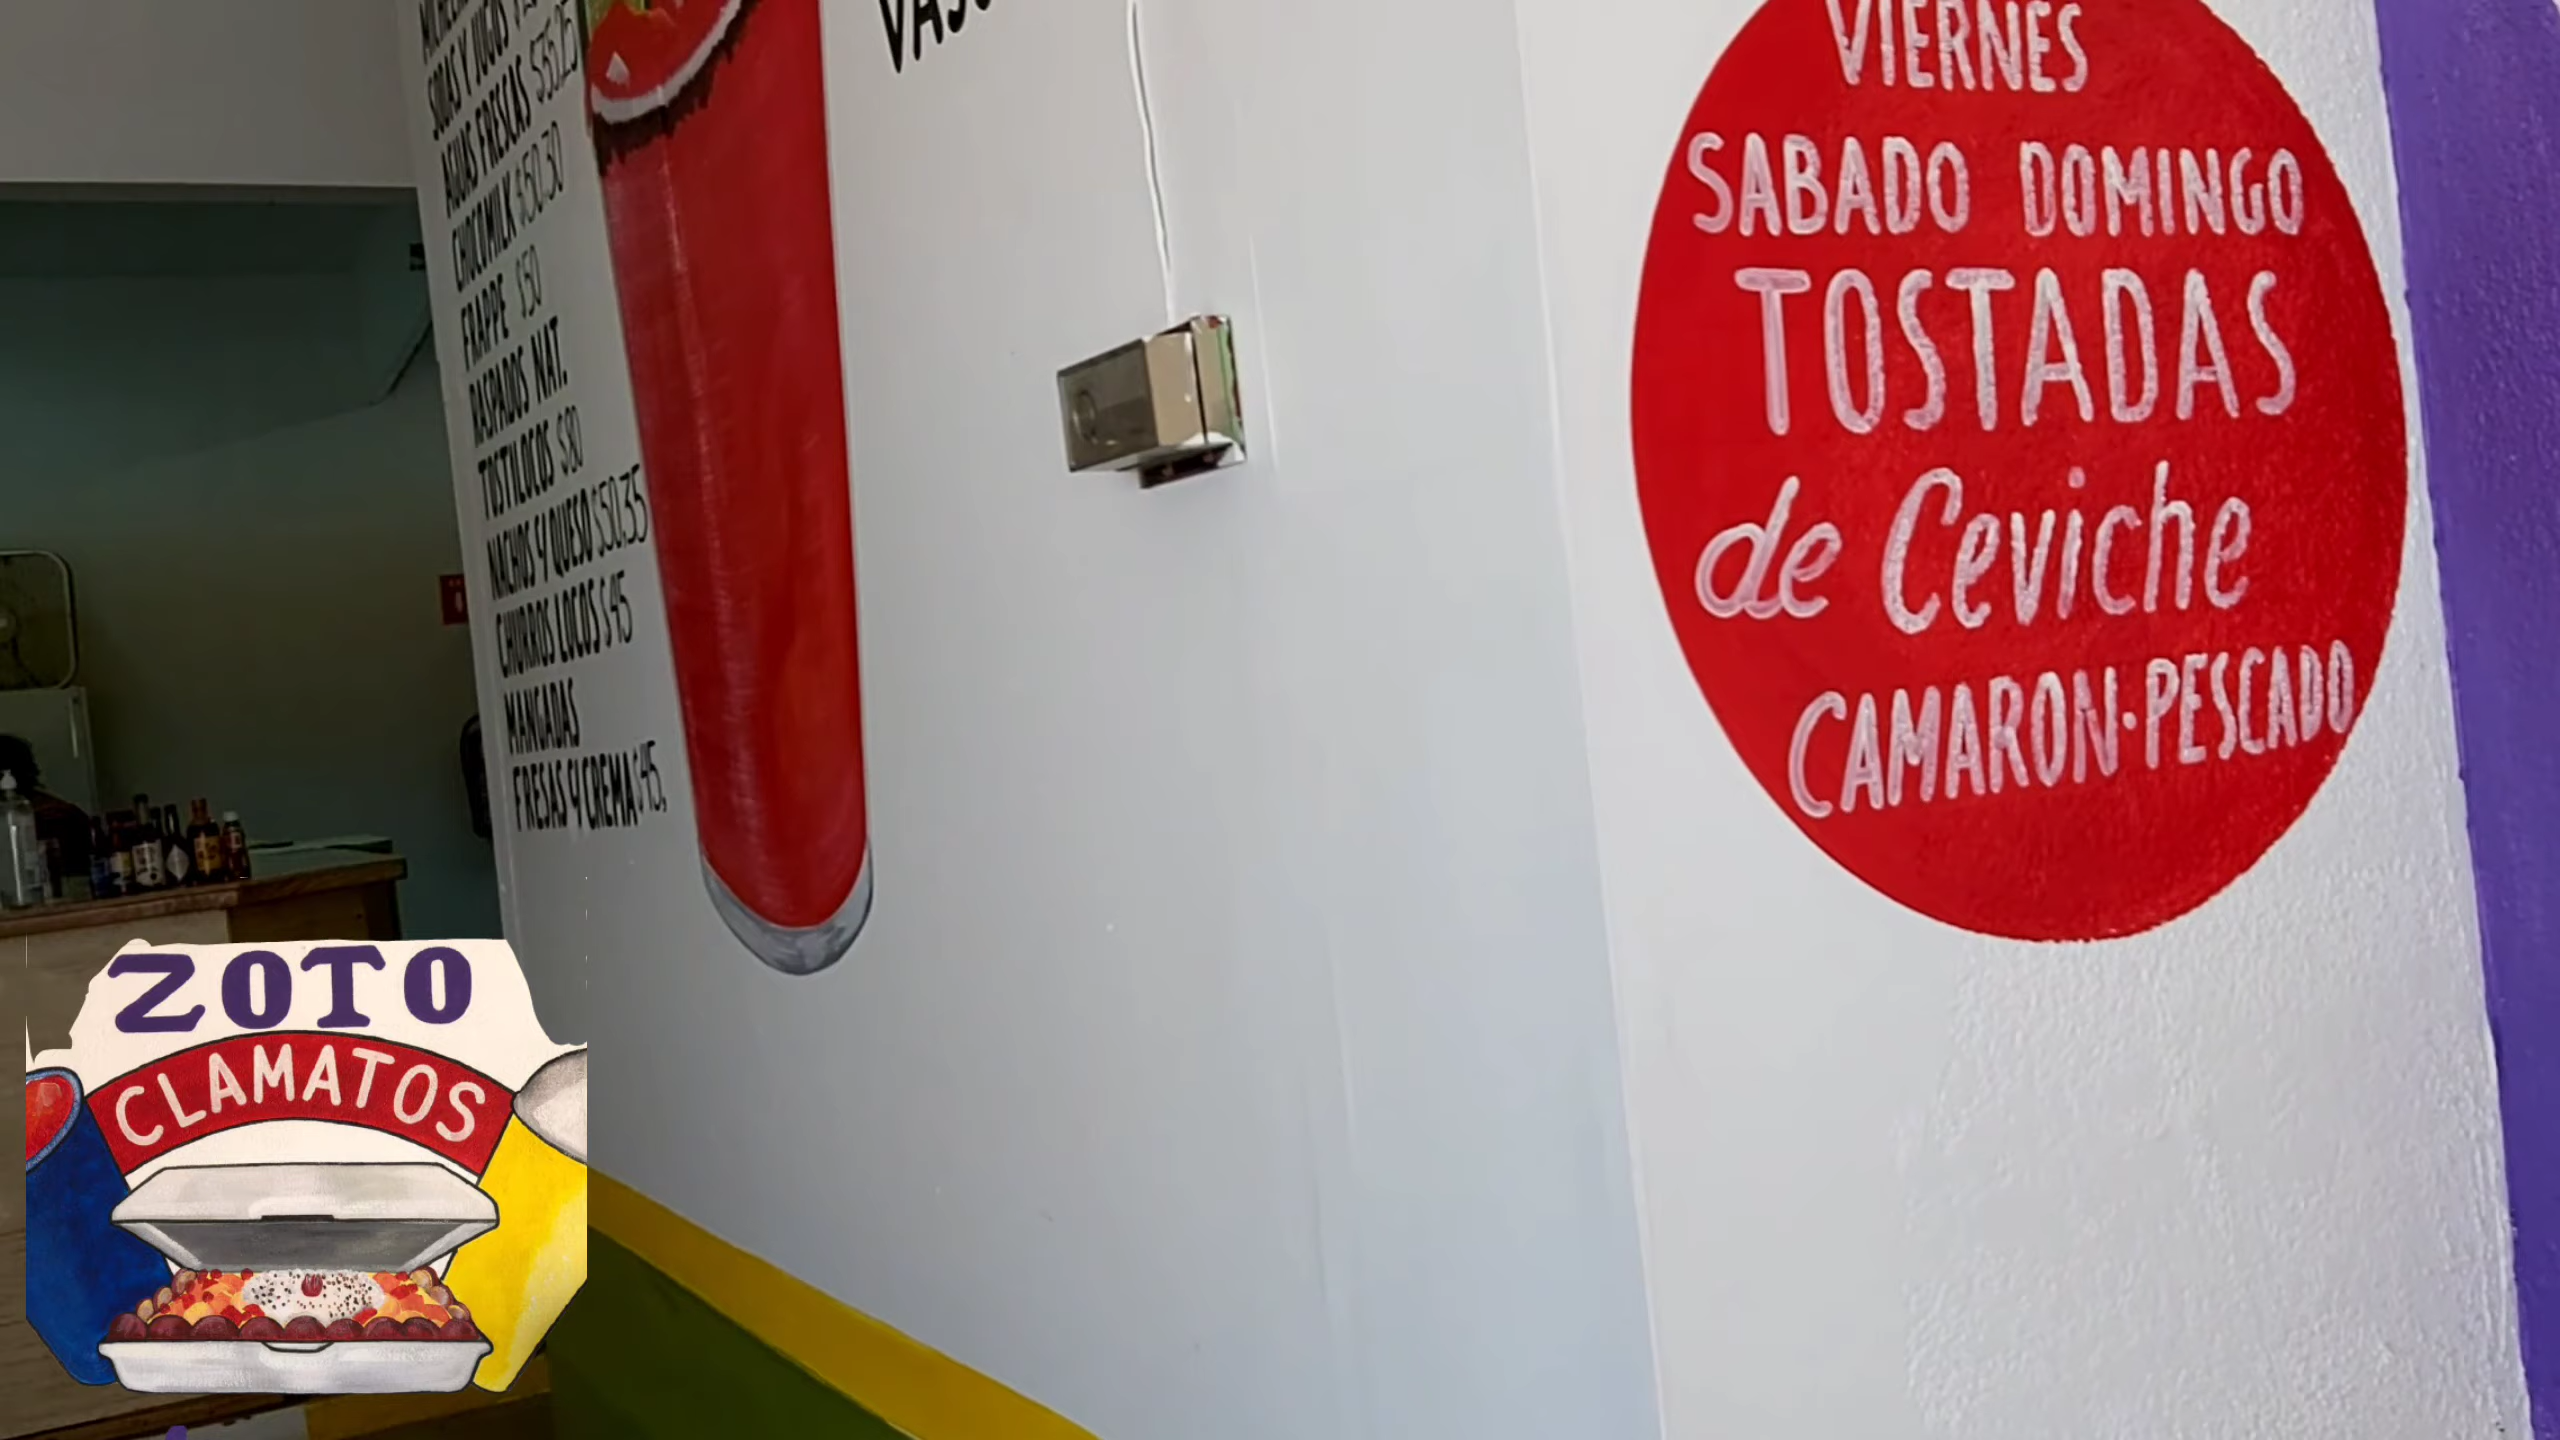 SODAS Y JUGOS
AGUAS FRESCAS $35.25
CHOCOMILK $50.30
FRAPPE $50
RASPADOS NAT.
TOSTILOCOS $80
NACHOS Y QUESO $50.35
CHURROS LOCOS $45
MANGADAS
FRESAS Y CREMA $45,
VIERNES
SABADO DOMINGO
TOSTADAS
de Ceviche
CAMARON·PESCADO
ZOTO
CLAMATOS